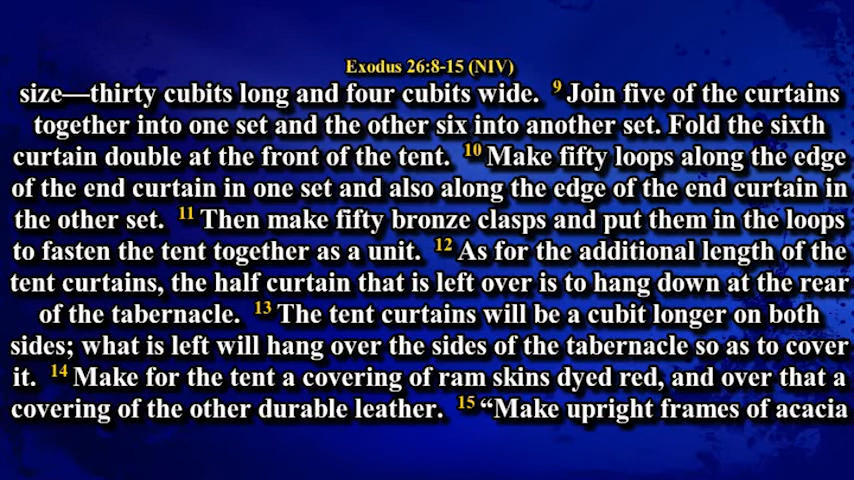 Exodus 26:8-15 (NIV)
size—thirty cubits long and four cubits wide. 9 Join five of the curtains
together into one set and the other six into another set. Fold the sixth
curtain double at the front of the tent. 10 Make fifty loops along the edge
of the end curtain in one set and also along the edge of the end curtain in
the other set. 11 Then make fifty bronze clasps and put them in the loops
to fasten the tent together as a unit. 12 As for the additional length of the
tent curtains, the half curtain that is left over is to hang down at the rear
of the tabernacle. 13 The tent curtains will be a cubit longer on both
sides; what is left will hang over the sides of the tabernacle so as to cover
it. 14 Make for the tent a covering of ram skins dyed red, and over that a
covering of the other durable leather. 15 “Make upright frames of acacia